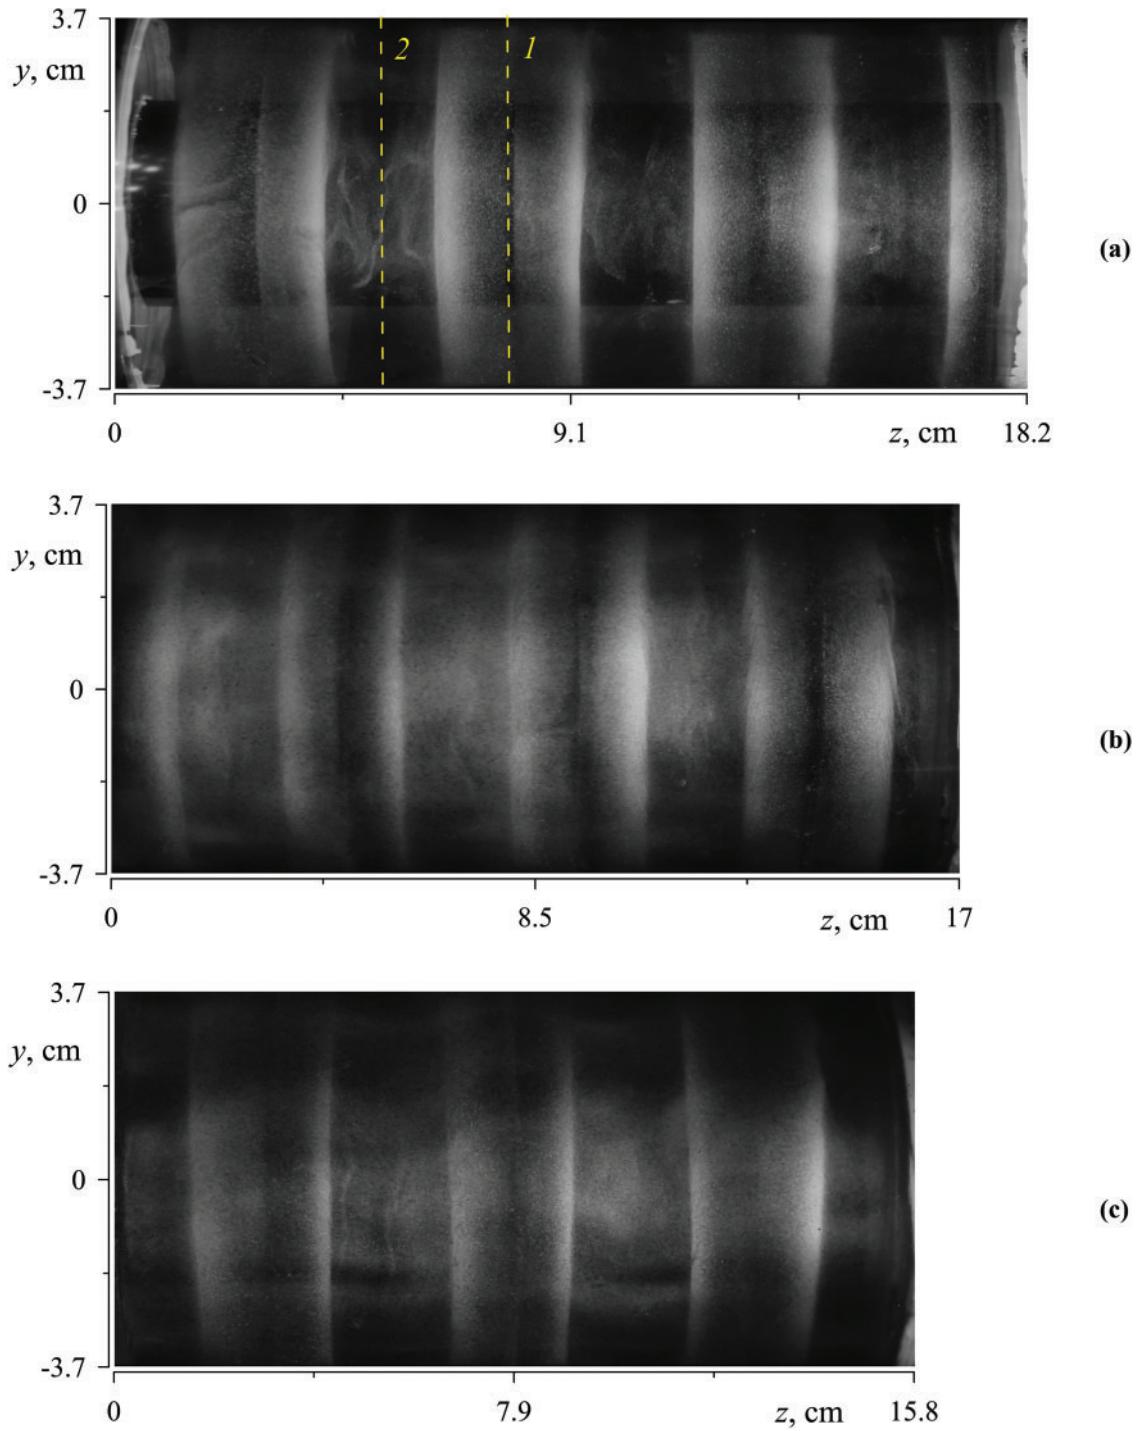 3.7
y, cm
0
-3.7
2
1
0
9.1
z, cm
18.2
(a)
3.7
y, cm
0
-3.7
0
8.5
z, cm
17
(b)
3.7
y, cm
0
-3.7
0
7.9
z, cm
15.8
(c)